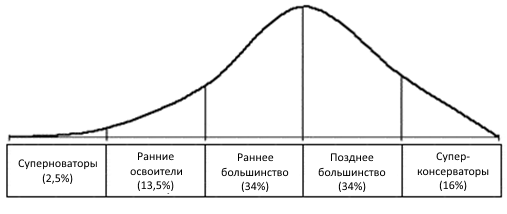 Суперноваторы
(2,5%)
Ранние
освоители
(13,5%)
Раннее
большинство
(34%)
Позднее
большинство
(34%)
Супер-
консерваторы
(16%)